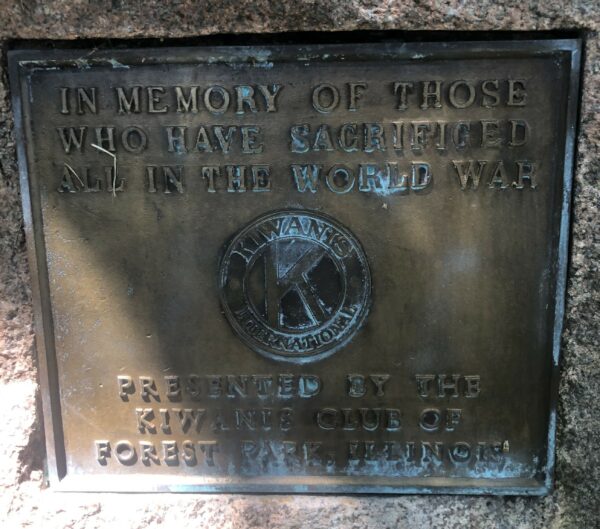 IN MEMORY OF THOSE
WHO HAVE SACRIFICED
ALL IN THE WORLD WAR
KIWANIS
K
INTERNATIONAL
PRESENTED BY THE
KIWANIS CLUB OF
FOREST PARK, ILLINOIS